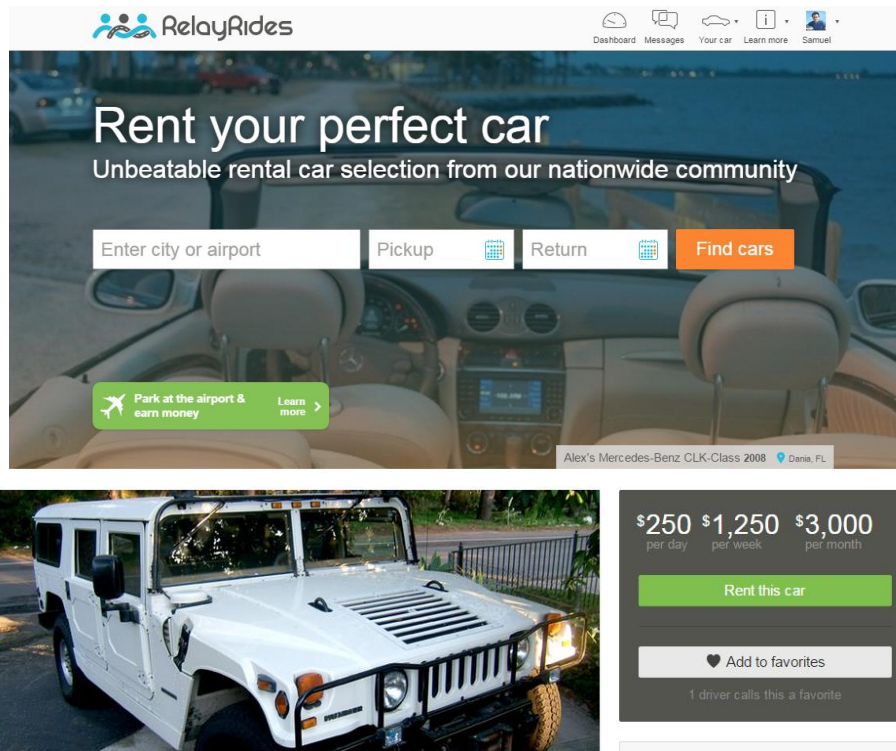 RelayRides
Dashboard Messages Your car Learn more Samuel
Rent your perfect car
Unbeatable rental car selection from our nationwide community
Enter city or airport Pickup Return Find cars
Park at the airport & earn money Learn more
Alex's Mercedes-Benz CLK-Class 2008 Dania, FL
$250 $1,250 $3,000
per day per week per month
Rent this car
Add to favorites
1 driver calls this a favorite